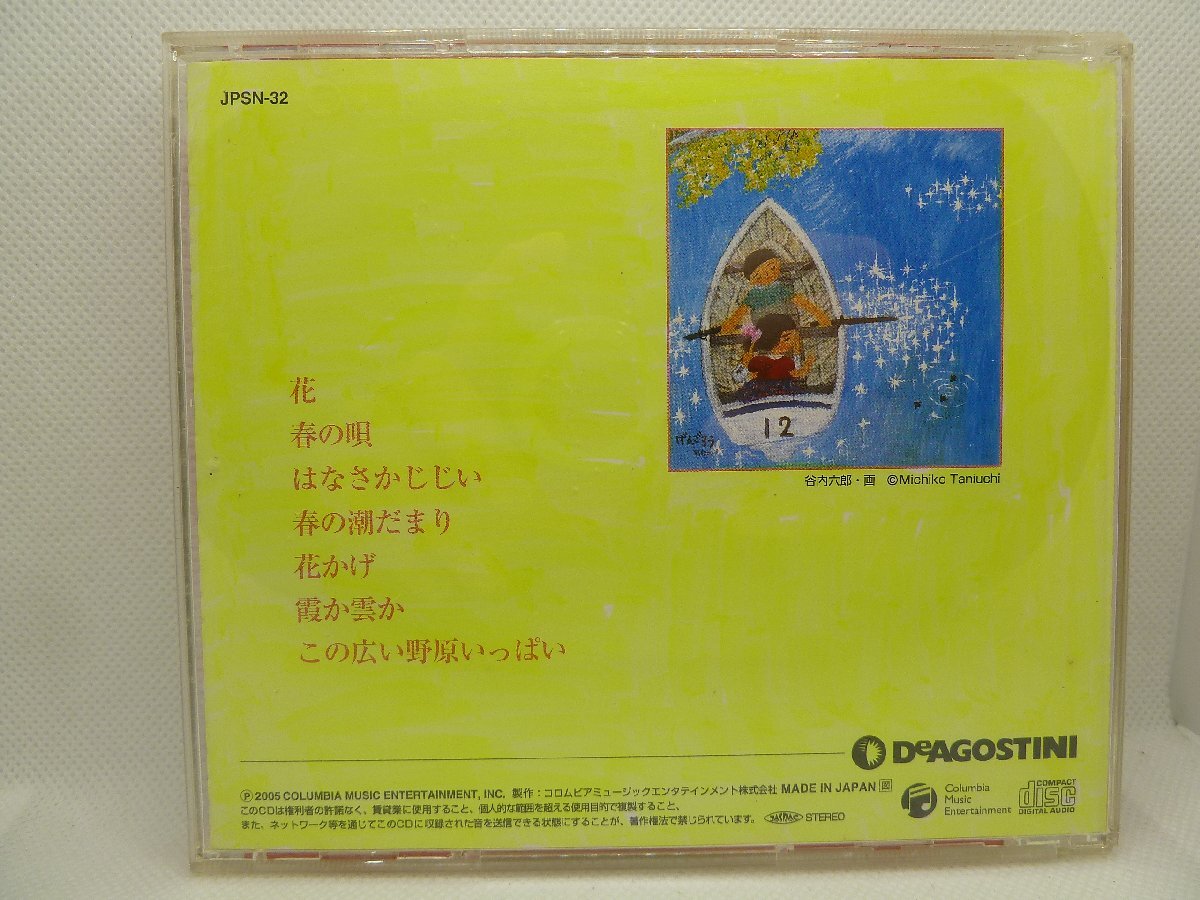 JPSN-32
12
げんごろう
谷内六郎・画 ©Michiko Taniuchi
花
春の唄
はなさかじじい
春の潮だまり
花かげ
霞か雲か
この広い野原いっぱい
DeAGOSTINI
Ⓟ2005 COLUMBIA MUSIC ENTERTAINMENT, INC. 製作：コロムビアミュージックエンタテインメント株式会社 MADE IN JAPAN 図
このCDは権利者の許諾なく、賃貸業に使用すること、個人的な範囲を超える使用目的で複製すること、
また、ネットワーク等を通じてこのCDに収録された音を送信できる状態にすることが、著作権法で禁じられています。 JASRAC STEREO
Columbia
Music
Entertainment
COMPACT
disc
DIGITAL AUDIO